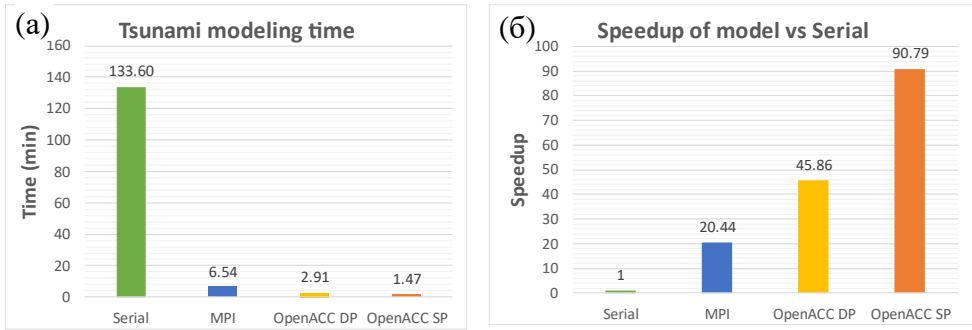 (а)
Tsunami modeling time
160
140
120
100
80
60
40
20
0
Time (min)
133.60
6.54
2.91
1.47
Serial
MPI
OpenACC DP
OpenACC SP
(б)
Speedup of model vs Serial
100
90
80
70
60
50
40
30
20
10
0
Speedup
1
20.44
45.86
90.79
Serial
MPI
OpenACC DP
OpenACC SP